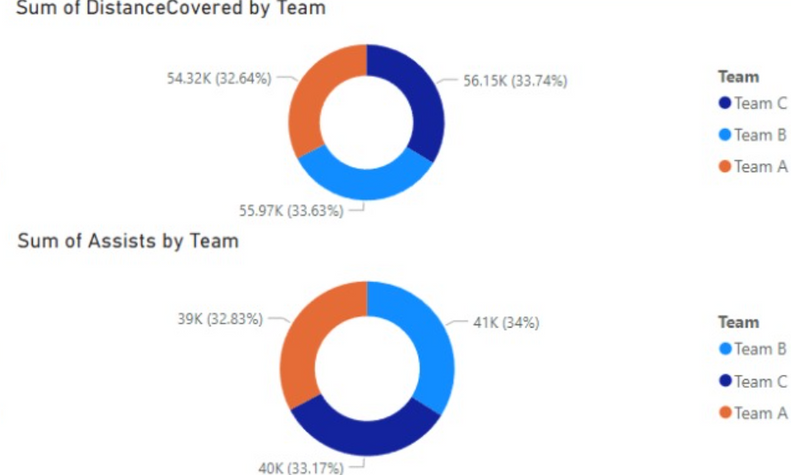 Sum of DistanceCovered by Team
54.32K (32.64%)
56.15K (33.74%)
55.97K (33.63%)
Team
Team C
Team B
Team A
Sum of Assists by Team
39K (32.83%)
41K (34%)
40K (33.17%)
Team
Team B
Team C
Team A